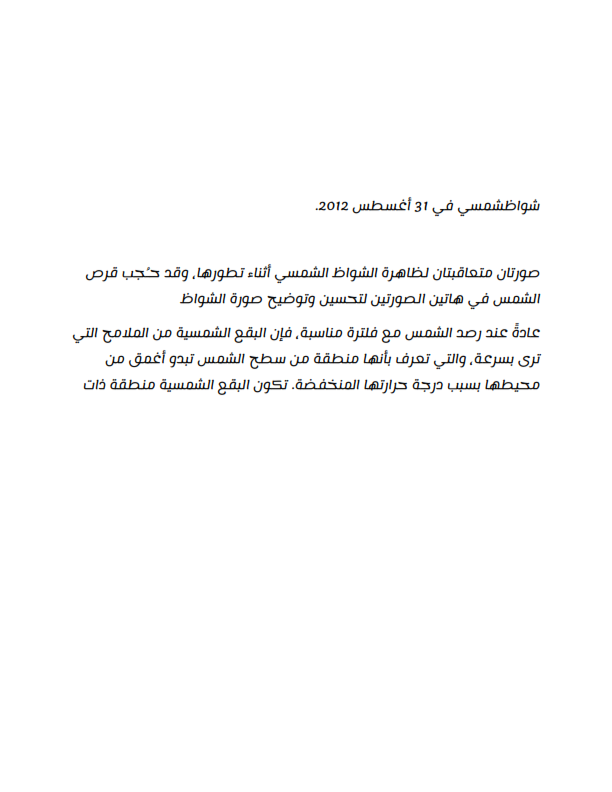 شواظشمسي في 31 أغسطس 2012.
صورتان متعاقبتان لظاهرة الشواظ الشمسي أثناء تطورها، وقد حـُجب قرص
الشمس في هاتين الصورتين لتحسين وتوضيح صورة الشواظ
عادةً عند رصد الشمس مع فلترة مناسبة، فإن البقع الشمسية من الملامح التي
ترى بسرعة، والتي تعرف بأنها منطقة من سطح الشمس تبدو أغمق من
محيطها بسبب درجة حرارتها المنخفضة. تكون البقع الشمسية منطقة ذات